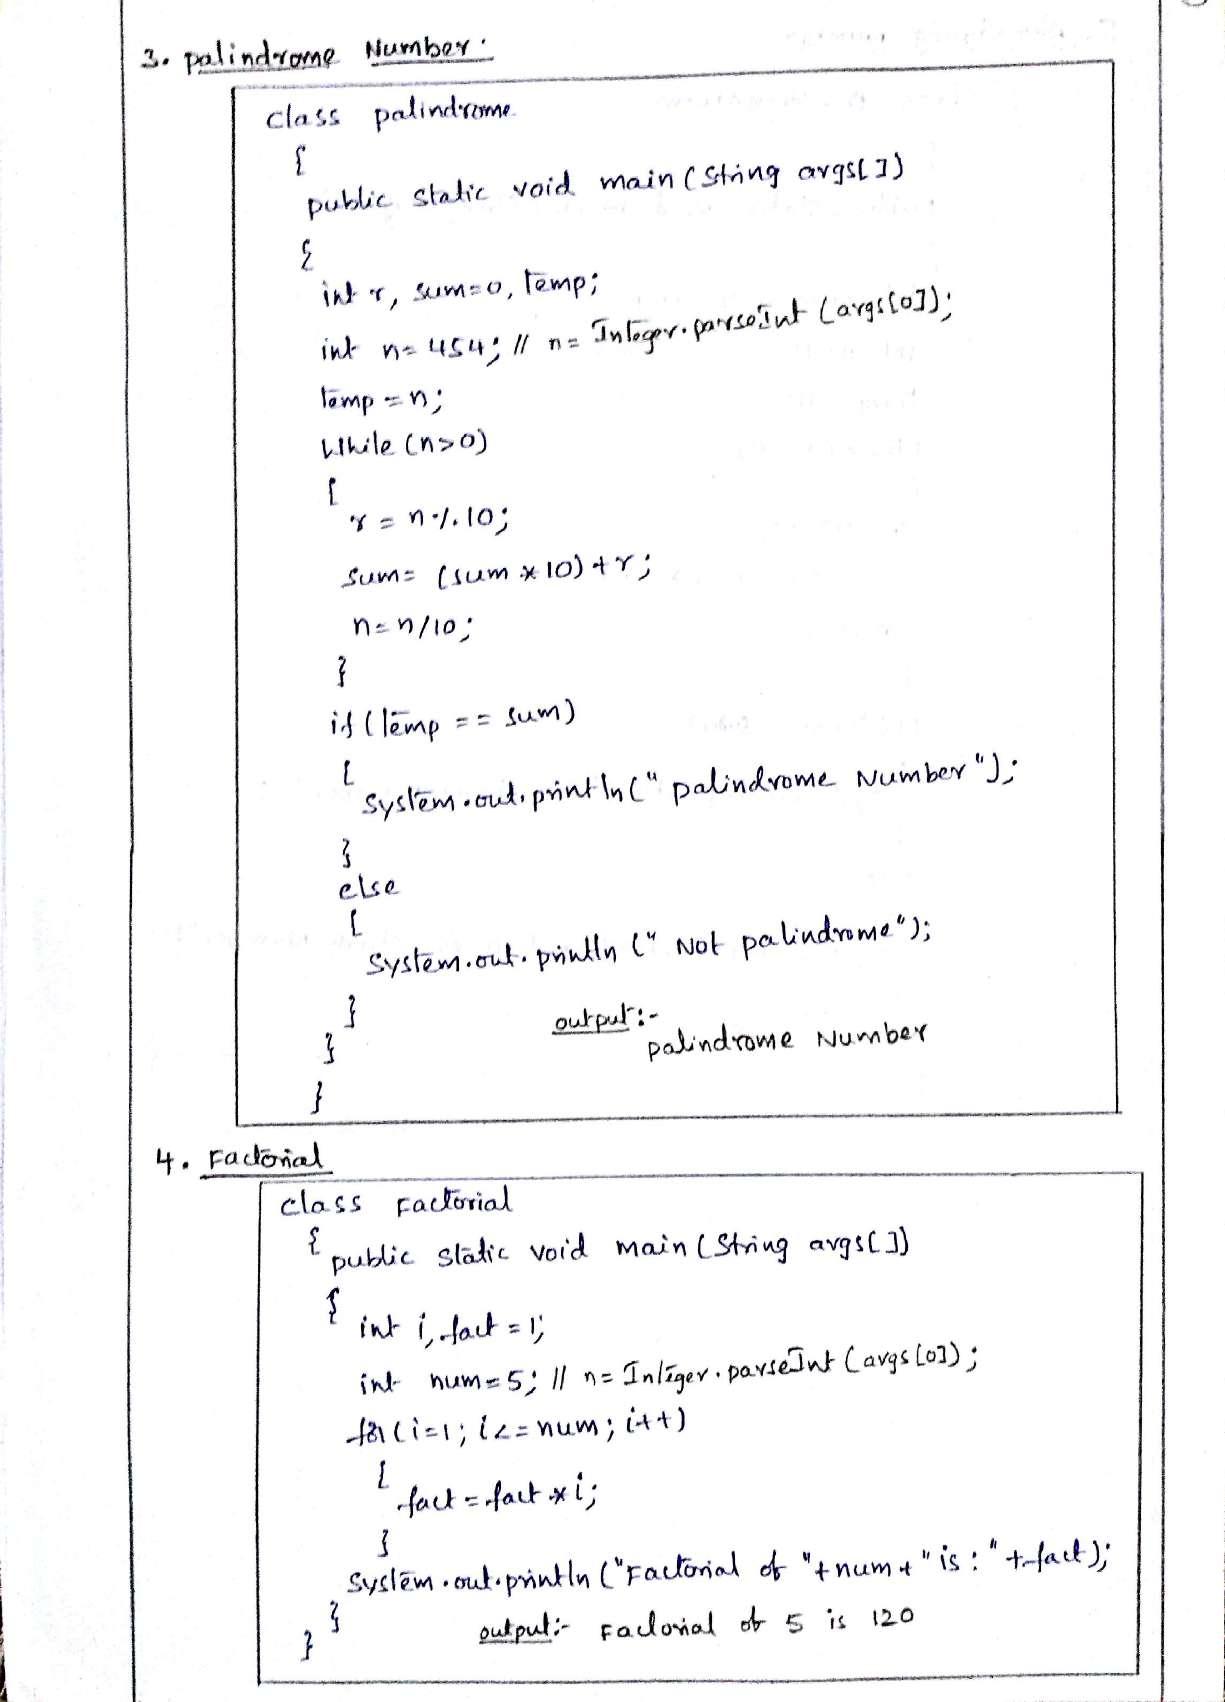 3. palindrome Number:
class palindrome
{
public static void main (String args[])
{
int r, sum=0, temp;
int n=454; // n= Integer.parseInt (args[0]);
temp=n;
While (n>0)
{
r = n%10;
sum= (sum * 10) + r;
n=n/10;
}
if (temp == sum)
{
System.out.println(" palindrome Number");
}
else
{
System.out.println (" Not palindrome");
}
output:-
palindrome Number
}
}
4. Factorial
class Factorial
{ public static void main (String args[])
{
int i, fact = 1;
int num=5; // n= Integer.parseInt (args[0]);
for (i=1; i<=num; i++)
{
fact = fact * i;
}
System.out.println ("Factorial of "+num+" is : " +fact);
}
output:- Factorial of 5 is 120
}